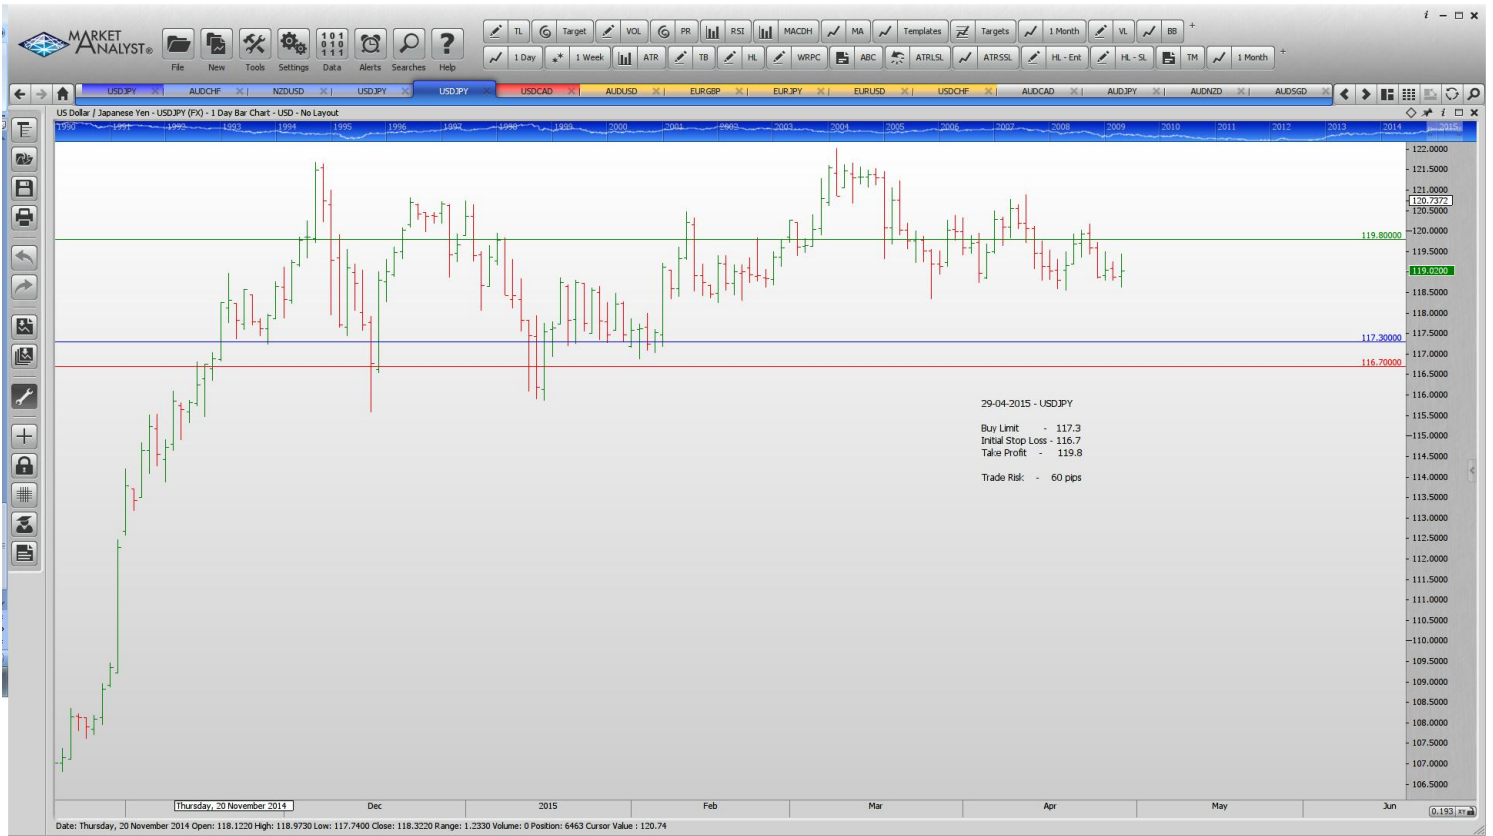 MARKET
ANALYST®
File New Tools Settings Data Alerts Searches Help
TL Target VOL PR RSI MACDH MA Templates Targets 1 Month VL BB +
1 Day 1 Week ATR TB HL WRPC ABC ATRLSL ATRSSL HL - Ent HL - SL TM 1 Month +
USDJPY AUDCHF NZDUSD USDJPY USDJPY USDCAD AUDUSD EURGBP EURJPY EURUSD USDCHF AUDCAD AUDJPY AUDNZD AUDSGD
US Dollar / Japanese Yen - USDJPY (FX) - 1 Day Bar Chart - USD - No Layout
1990 1991 1992 1993 1994 1995 1996 1997 1998 1999 2000 2001 2002 2003 2004 2005 2006 2007 2008 2009 2010 2011 2012 2013 2014 2015
122.0000
121.5000
121.0000
120.7372
120.5000
120.0000
119.80000
119.5000
119.0200
118.5000
118.0000
117.5000
117.30000
117.0000
116.70000
116.5000
116.0000
115.5000
115.0000
114.5000
114.0000
113.5000
113.0000
112.5000
112.0000
111.5000
111.0000
110.5000
110.0000
109.5000
109.0000
108.5000
108.0000
107.5000
107.0000
106.5000
29-04-2015 - USDJPY
Buy Limit - 117.3
Initial Stop Loss - 116.7
Take Profit - 119.8
Trade Risk - 60 pips
Thursday, 20 November 2014 Dec 2015 Feb Mar Apr May Jun
0.193 XY
Date: Thursday, 20 November 2014 Open: 118.1220 High: 118.9730 Low: 117.7400 Close: 118.3220 Range: 1.2330 Volume: 0 Position: 6463 Cursor Value : 120.74